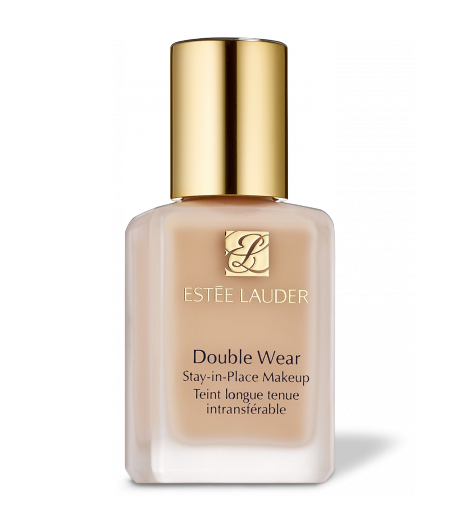 EL
ESTĒE LAUDER
Double Wear
Stay-in-Place Makeup
Teint longue tenue
intransférable